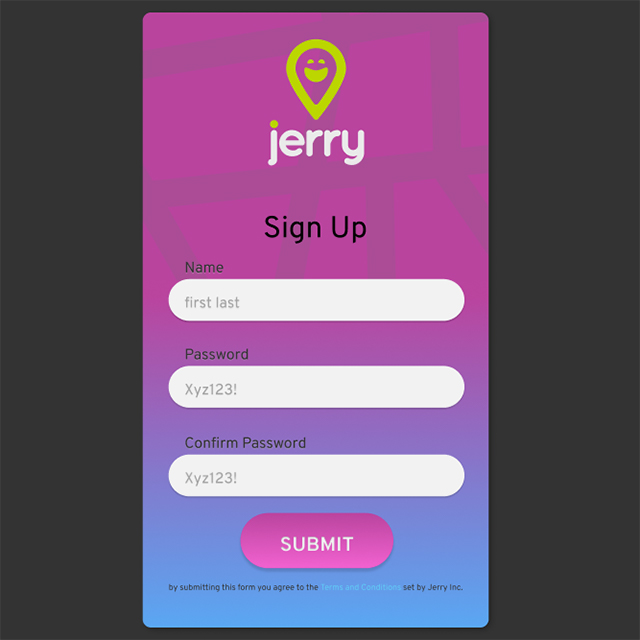 jerry
Sign Up
Name
first last
Password
Xyz123!
Confirm Password
Xyz123!
SUBMIT
by submitting this form you agree to the Terms and Conditions set by Jerry Inc.